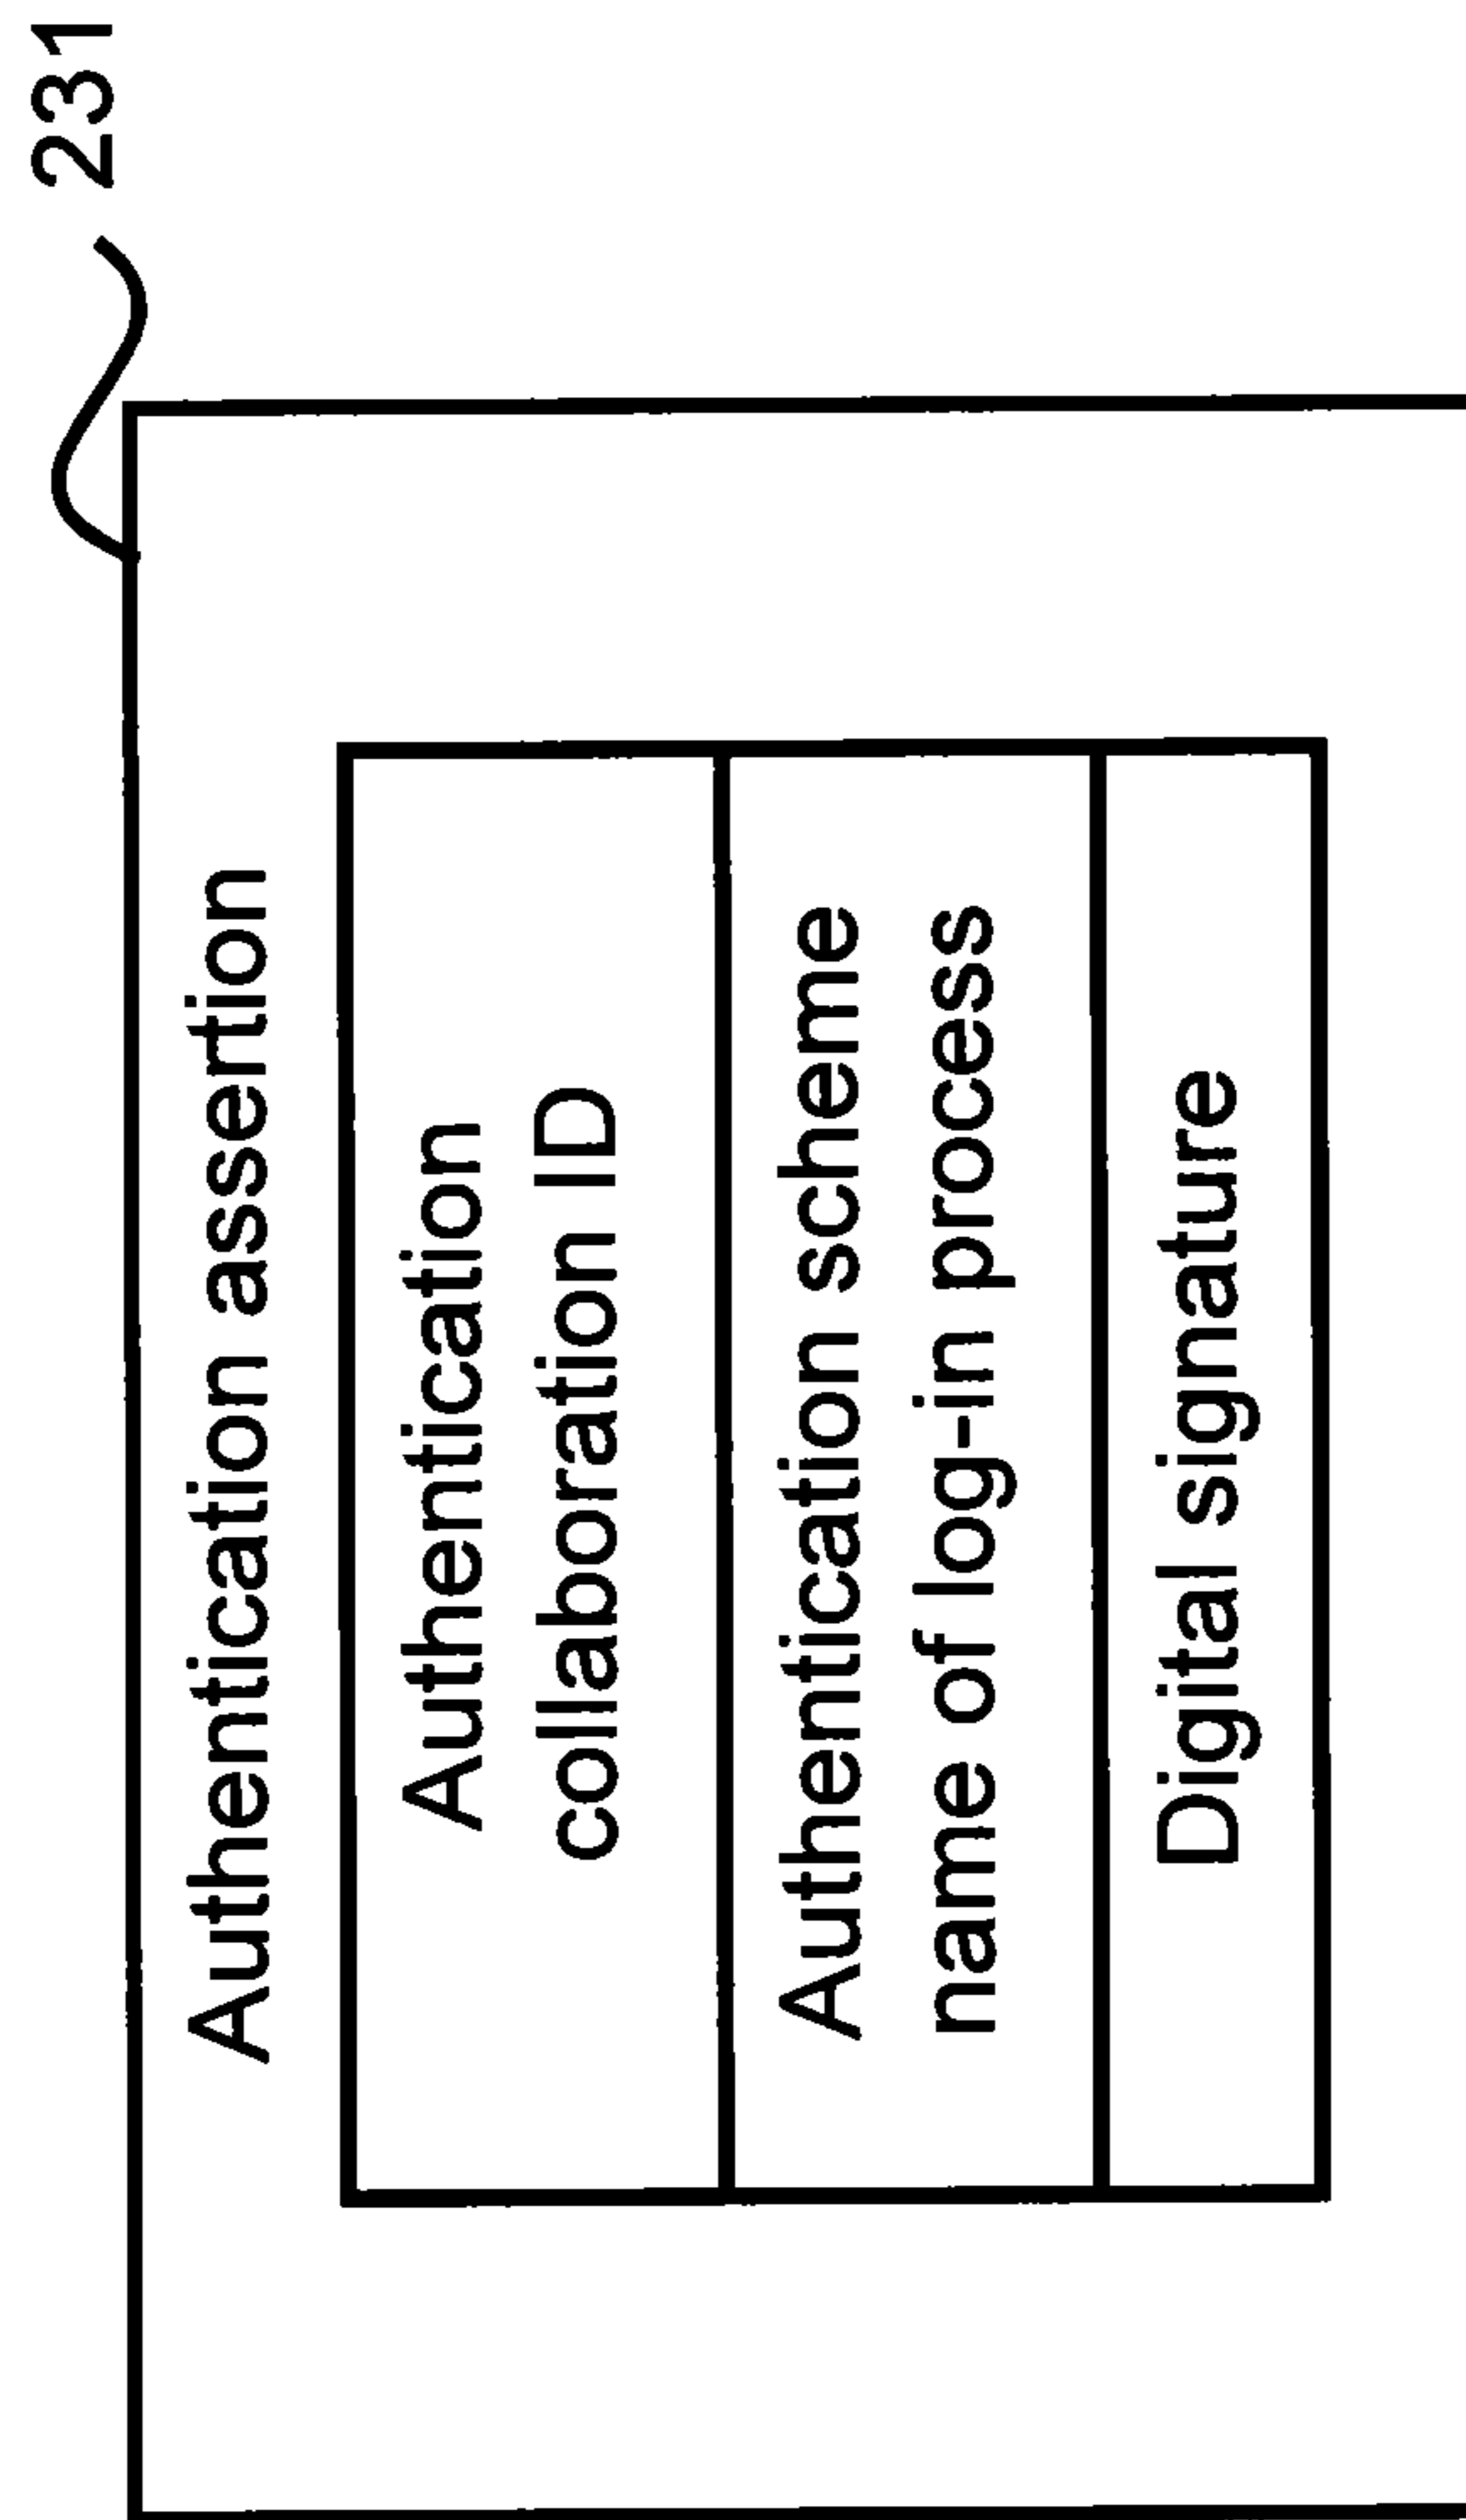 231
Authentication assertion
Authentication
collaboration ID
Authentication scheme
name of log-in process
Digital signature